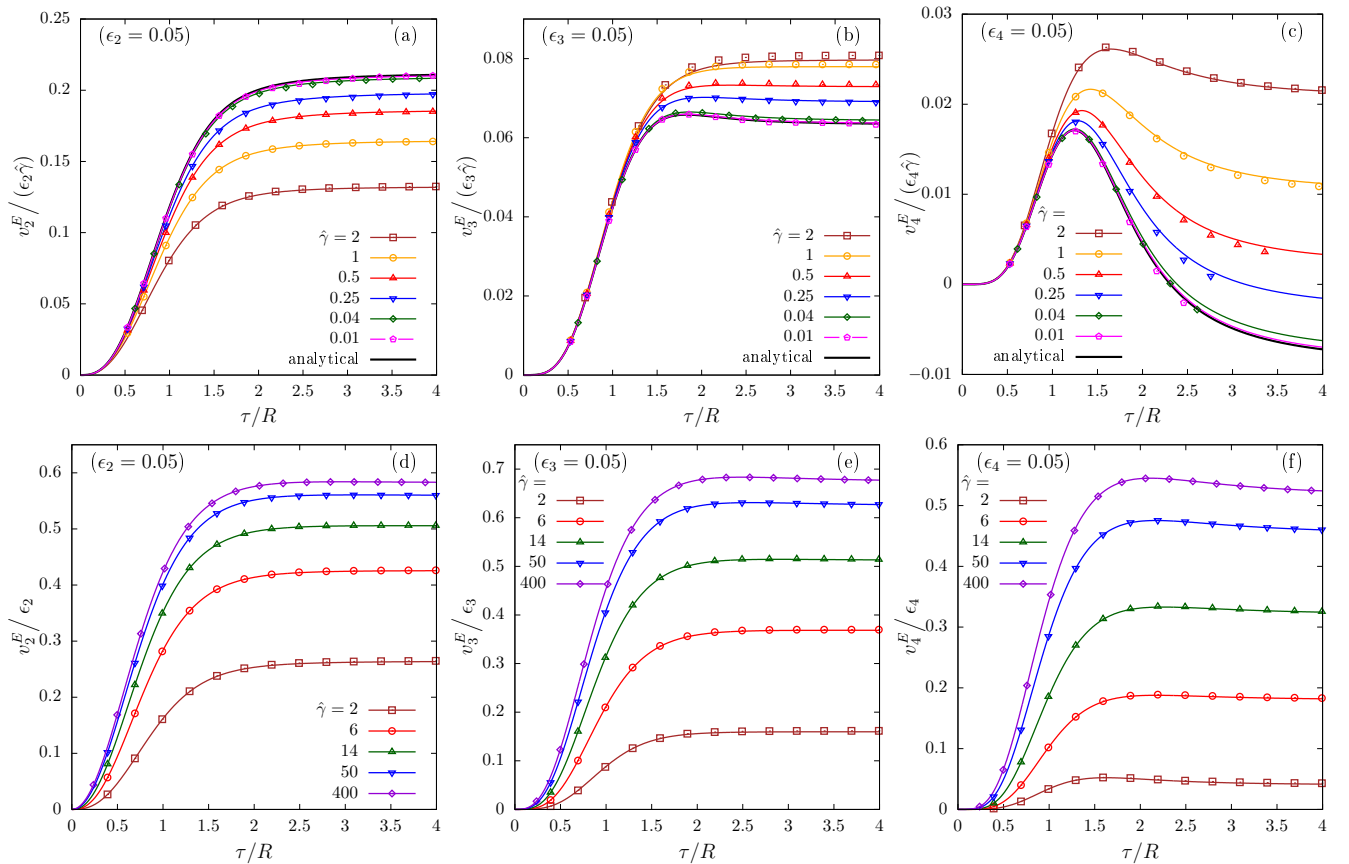 (ϵ₂ = 0.05)
(a)
0.25
0.2
0.15
0.1
0.05
0
v₂ᴱ / (ϵ₂γ̂)
γ̂ = 2
1
0.5
0.25
0.04
0.01
analytical
0 0.5 1 1.5 2 2.5 3 3.5 4
τ/R
(ϵ₃ = 0.05)
(b)
0.08
0.06
0.04
0.02
0
v₃ᴱ / (ϵ₃γ̂)
γ̂ = 2
1
0.5
0.25
0.04
0.01
analytical
0 0.5 1 1.5 2 2.5 3 3.5 4
τ/R
(ϵ₄ = 0.05)
(c)
0.03
0.02
0.01
0
−0.01
v₄ᴱ / (ϵ₄γ̂)
γ̂ =
2
1
0.5
0.25
0.04
0.01
analytical
0 0.5 1 1.5 2 2.5 3 3.5 4
τ/R
(ϵ₂ = 0.05)
(d)
0.6
0.5
0.4
0.3
0.2
0.1
0
v₂ᴱ / ϵ₂
γ̂ = 2
6
14
50
400
0 0.5 1 1.5 2 2.5 3 3.5 4
τ/R
(ϵ₃ = 0.05)
(e)
0.7
0.6
0.5
0.4
0.3
0.2
0.1
0
v₃ᴱ / ϵ₃
γ̂ =
2
6
14
50
400
0 0.5 1 1.5 2 2.5 3 3.5 4
τ/R
(ϵ₄ = 0.05)
(f)
0.6
0.5
0.4
0.3
0.2
0.1
0
v₄ᴱ / ϵ₄
γ̂ =
2
6
14
50
400
0 0.5 1 1.5 2 2.5 3 3.5 4
τ/R